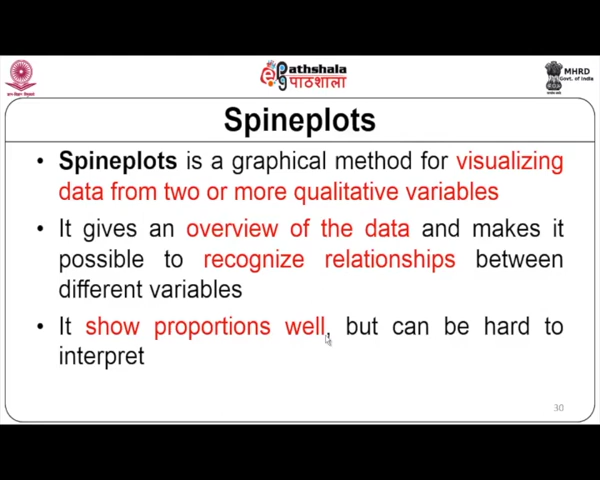 Pathshala
पाठशाला
MHRD
Govt. of India
Spineplots
• Spineplots is a graphical method for visualizing
data from two or more qualitative variables
• It gives an overview of the data and makes it
possible to recognize relationships between
different variables
• It show proportions well, but can be hard to
interpret
30